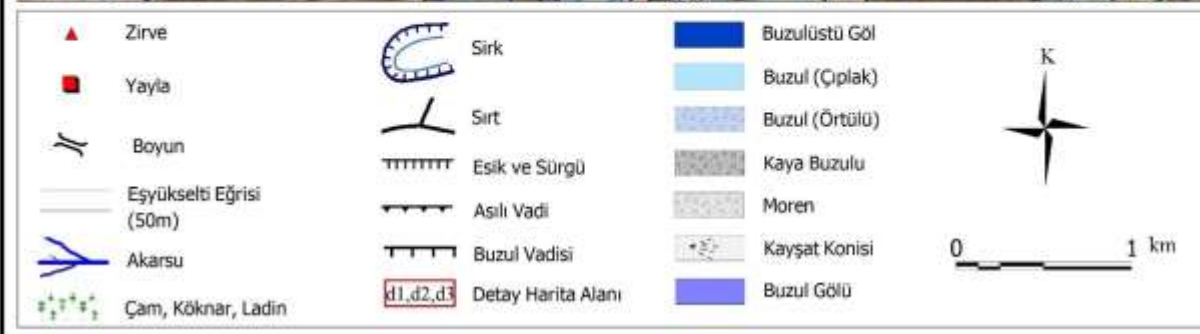 Zirve
Yayla
Boyun
Eşyükselti Eğrisi
(50m)
Akarsu
Çam, Köknar, Ladin
Sirk
Sırt
Esik ve Sürgü
Asılı Vadi
Buzul Vadisi
d1,d2,d3 Detay Harita Alanı
Buzulüstü Göl
Buzul (Çıplak)
Buzul (Örtülü)
Kaya Buzulu
Moren
Kayşat Konisi
Buzul Gölü
K
0 1 km